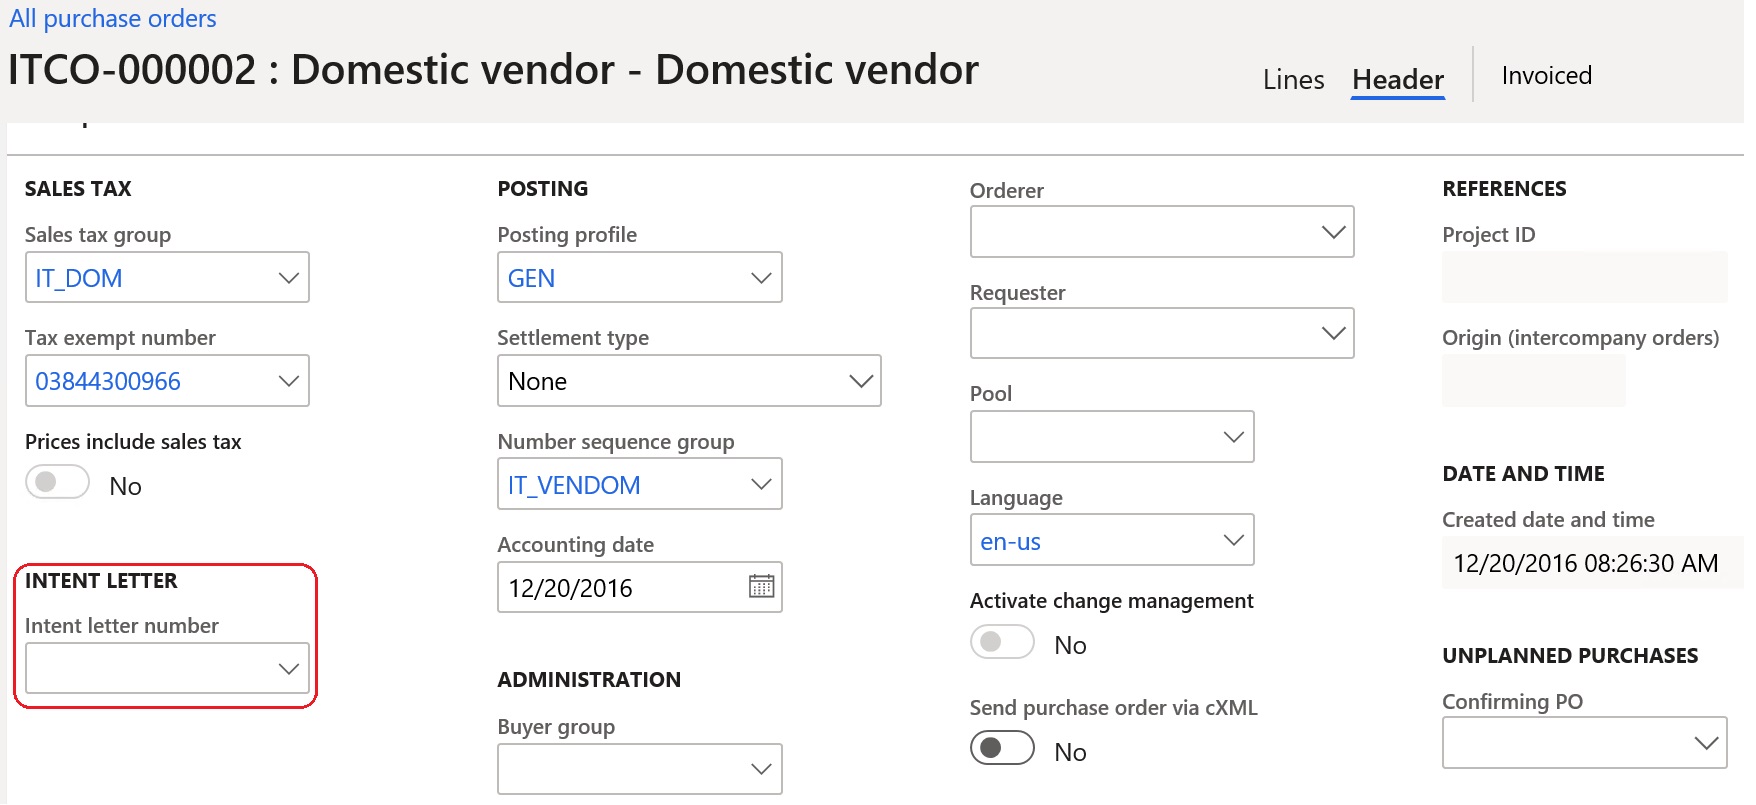 All purchase orders
ITCO-000002 : Domestic vendor - Domestic vendor
Lines
Header
Invoiced
SALES TAX
Sales tax group
IT_DOM
Tax exempt number
03844300966
Prices include sales tax
No
INTENT LETTER
Intent letter number
POSTING
Posting profile
GEN
Settlement type
None
Number sequence group
IT_VENDOM
Accounting date
12/20/2016
ADMINISTRATION
Buyer group
Orderer
Requester
Pool
Language
en-us
Activate change management
No
Send purchase order via cXML
No
REFERENCES
Project ID
Origin (intercompany orders)
DATE AND TIME
Created date and time
12/20/2016 08:26:30 AM
UNPLANNED PURCHASES
Confirming PO